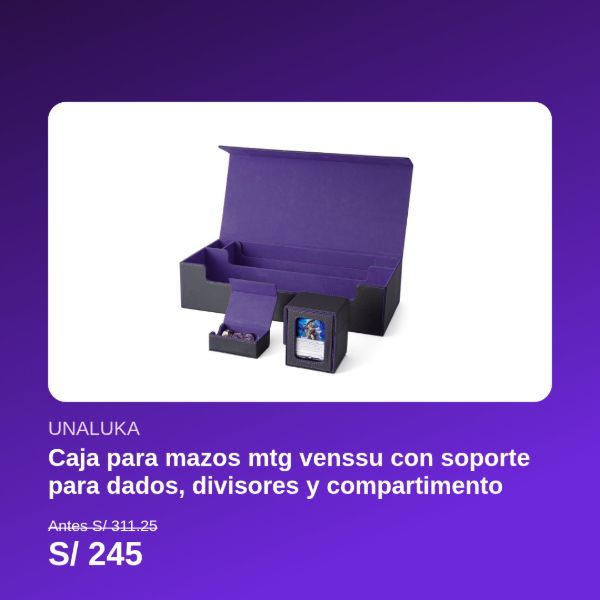 UNALUKA
Caja para mazos mtg venssu con soporte
para dados, divisores y compartimento
Antes S/ 311.25
S/ 245